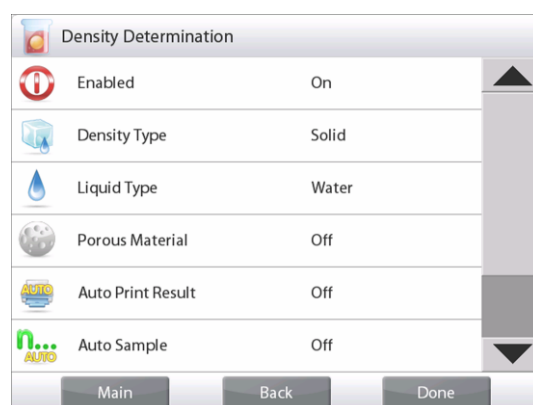 Density Determination
Enabled On
Density Type Solid
Liquid Type Water
Porous Material Off
AUTO Auto Print Result Off
n... AUTO Auto Sample Off
Main Back Done